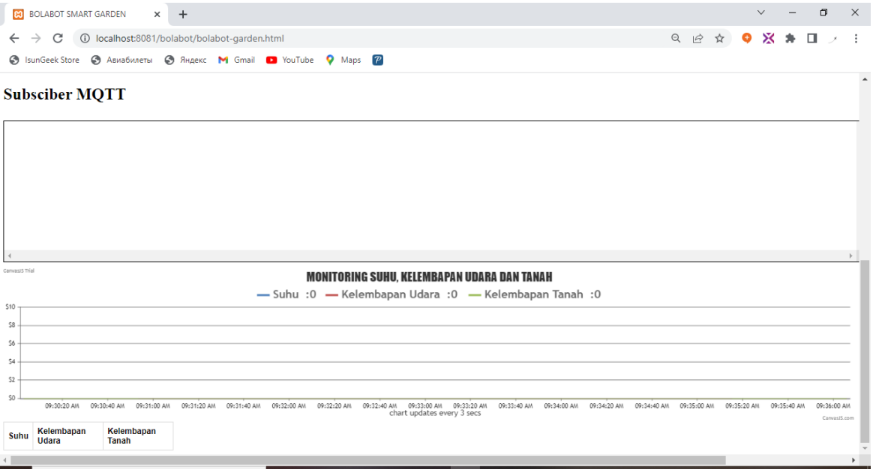 BOLABOT SMART GARDEN
localhost:8081/bolabot/bolabot-garden.html
IsunGeek Store Авиабилеты Яндекс Gmail YouTube Maps
Subsciber MQTT
CanvasJS Trial
MONITORING SUHU, KELEMBAPAN UDARA DAN TANAH
Suhu :0 Kelembapan Udara :0 Kelembapan Tanah :0
$10
$8
$6
$4
$2
$0
09:30:20 AM 09:30:40 AM 09:31:00 AM 09:31:20 AM 09:31:40 AM 09:32:00 AM 09:32:20 AM 09:32:40 AM 09:33:00 AM 09:33:20 AM 09:33:40 AM 09:34:00 AM 09:34:20 AM 09:34:40 AM 09:35:00 AM 09:35:20 AM 09:35:40 AM 09:36:00 AM
chart updates every 3 secs
CanvasJS.com
Suhu Kelembapan Udara Kelembapan Tanah